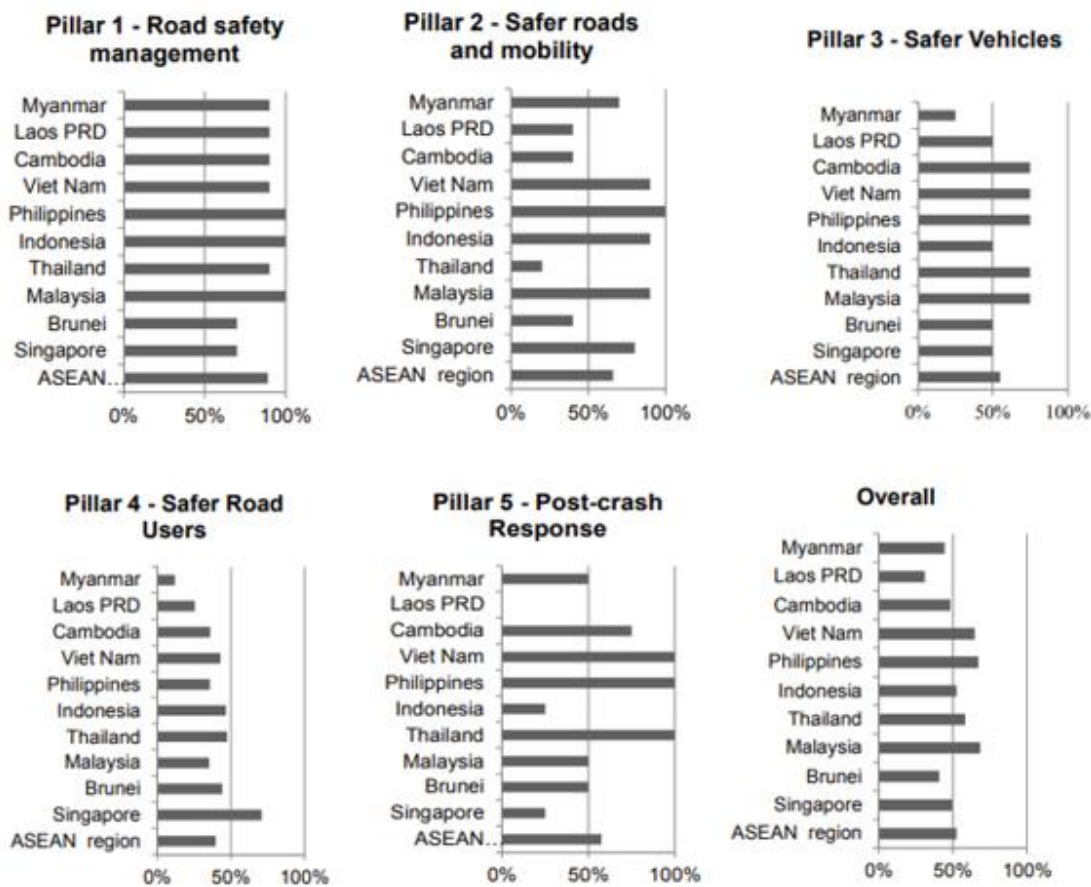 Pillar 1 - Road safety
management
Myanmar
Laos PRD
Cambodia
Viet Nam
Philippines
Indonesia
Thailand
Malaysia
Brunei
Singapore
ASEAN...
0% 50% 100%
Pillar 2 - Safer roads
and mobility
Myanmar
Laos PRD
Cambodia
Viet Nam
Philippines
Indonesia
Thailand
Malaysia
Brunei
Singapore
ASEAN region
0% 50% 100%
Pillar 3 - Safer Vehicles
Myanmar
Laos PRD
Cambodia
Viet Nam
Philippines
Indonesia
Thailand
Malaysia
Brunei
Singapore
ASEAN region
0% 50% 100%
Pillar 4 - Safer Road
Users
Myanmar
Laos PRD
Cambodia
Viet Nam
Philippines
Indonesia
Thailand
Malaysia
Brunei
Singapore
ASEAN region
0% 50% 100%
Pillar 5 - Post-crash
Response
Myanmar
Laos PRD
Cambodia
Viet Nam
Philippines
Indonesia
Thailand
Malaysia
Brunei
Singapore
ASEAN...
0% 50% 100%
Overall
Myanmar
Laos PRD
Cambodia
Viet Nam
Philippines
Indonesia
Thailand
Malaysia
Brunei
Singapore
ASEAN region
0% 50% 100%